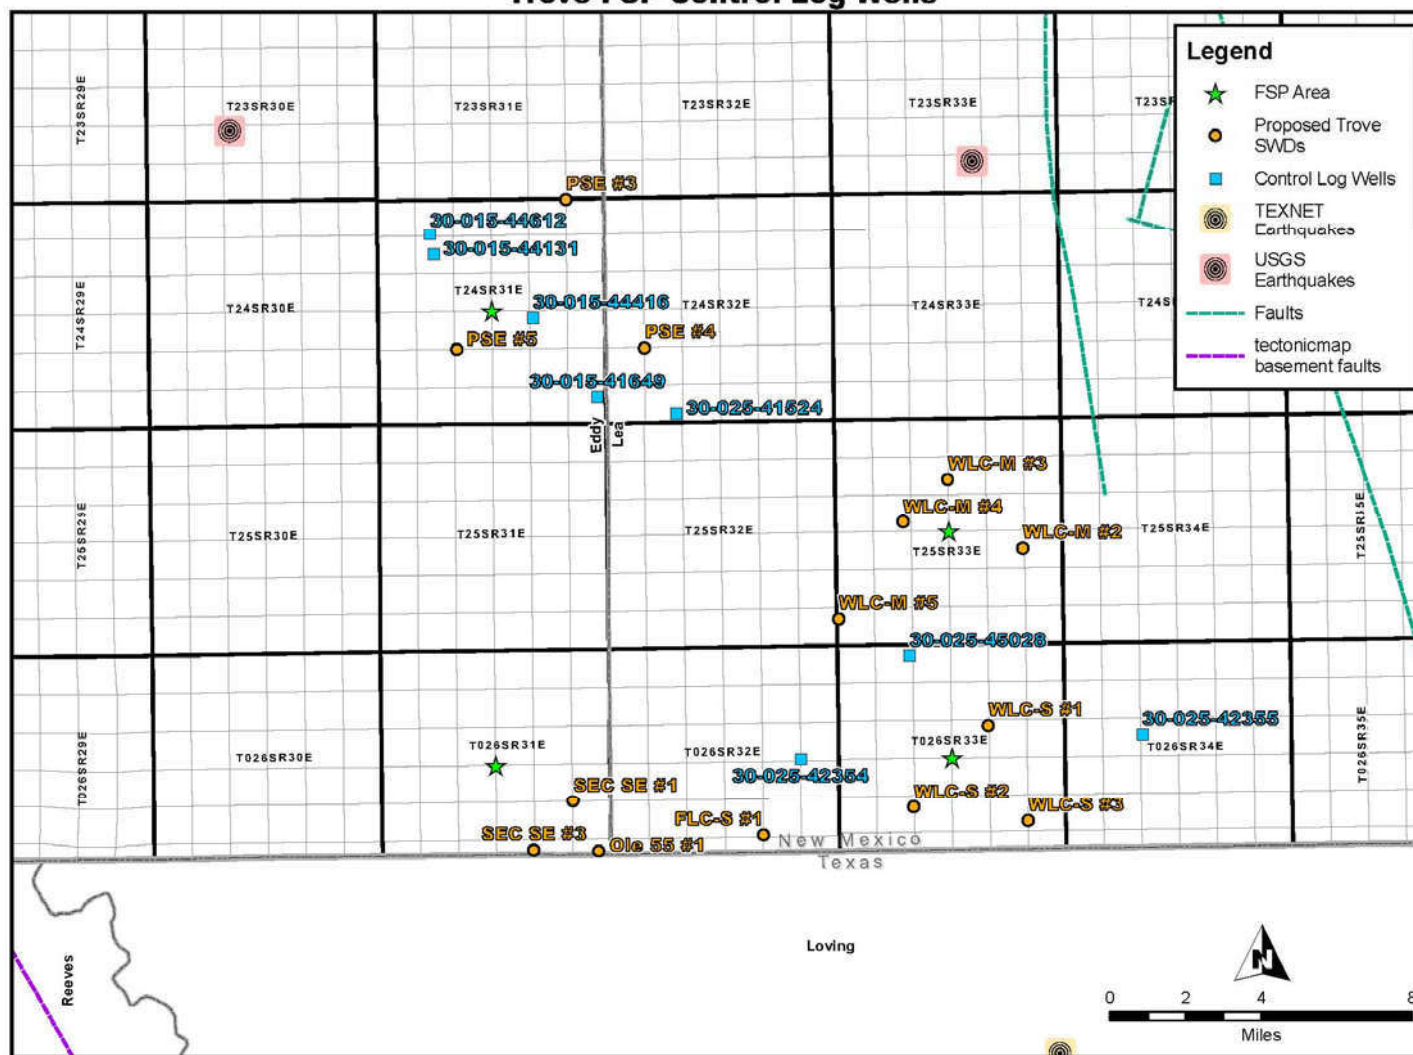 Trove FSP Control Log Wells
Legend
FSP Area
Proposed Trove
SWDs
Control Log Wells
TEXNET
Earthquakes
USGS
Earthquakes
Faults
tectonicmap
basement faults
T23SR29E
T23SR30E
T23SR31E
T23SR32E
T23SR33E
PSE #3
30-015-44612
30-015-44131
T24SR29E
T24SR30E
T24SR31E
30-015-44416
T24SR32E
T24SR33E
PSE #5
PSE #4
30-015-41649
30-025-41524
Eddy
Lea
WLC-M #3
WLC-M #4
T25SR29E
T25SR30E
T25SR31E
T25SR32E
T25SR33E
WLC-M #2
T25SR34E
T25SR35E
WLC-M #5
30-025-45028
WLC-S #1
30-025-42355
T026SR29E
T026SR30E
T026SR31E
T026SR32E
T026SR33E
T026SR34E
T026SR35E
30-025-42354
SEC SE #1
WLC-S #2
WLC-S #3
SEC SE #3
Ole 55 #1
FLC-S #1
New Mexico
Texas
Loving
Reeves
N
0 2 4 8
Miles